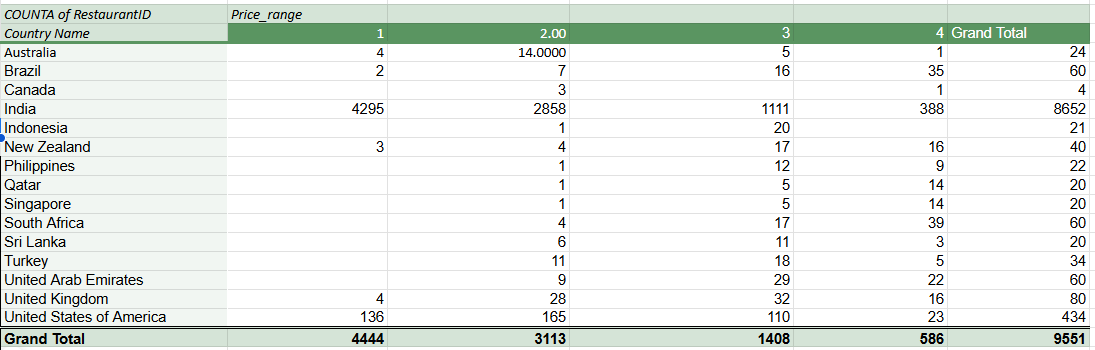 COUNTA of RestaurantID Price_range
Country Name 1 2.00 3 4 Grand Total
Australia 4 14.0000 5 1 24
Brazil 2 7 16 35 60
Canada 3 1 4
India 4295 2858 1111 388 8652
Indonesia 1 20 21
New Zealand 3 4 17 16 40
Philippines 1 12 9 22
Qatar 1 5 14 20
Singapore 1 5 14 20
South Africa 4 17 39 60
Sri Lanka 6 11 3 20
Turkey 11 18 5 34
United Arab Emirates 9 29 22 60
United Kingdom 4 28 32 16 80
United States of America 136 165 110 23 434
Grand Total 4444 3113 1408 586 9551